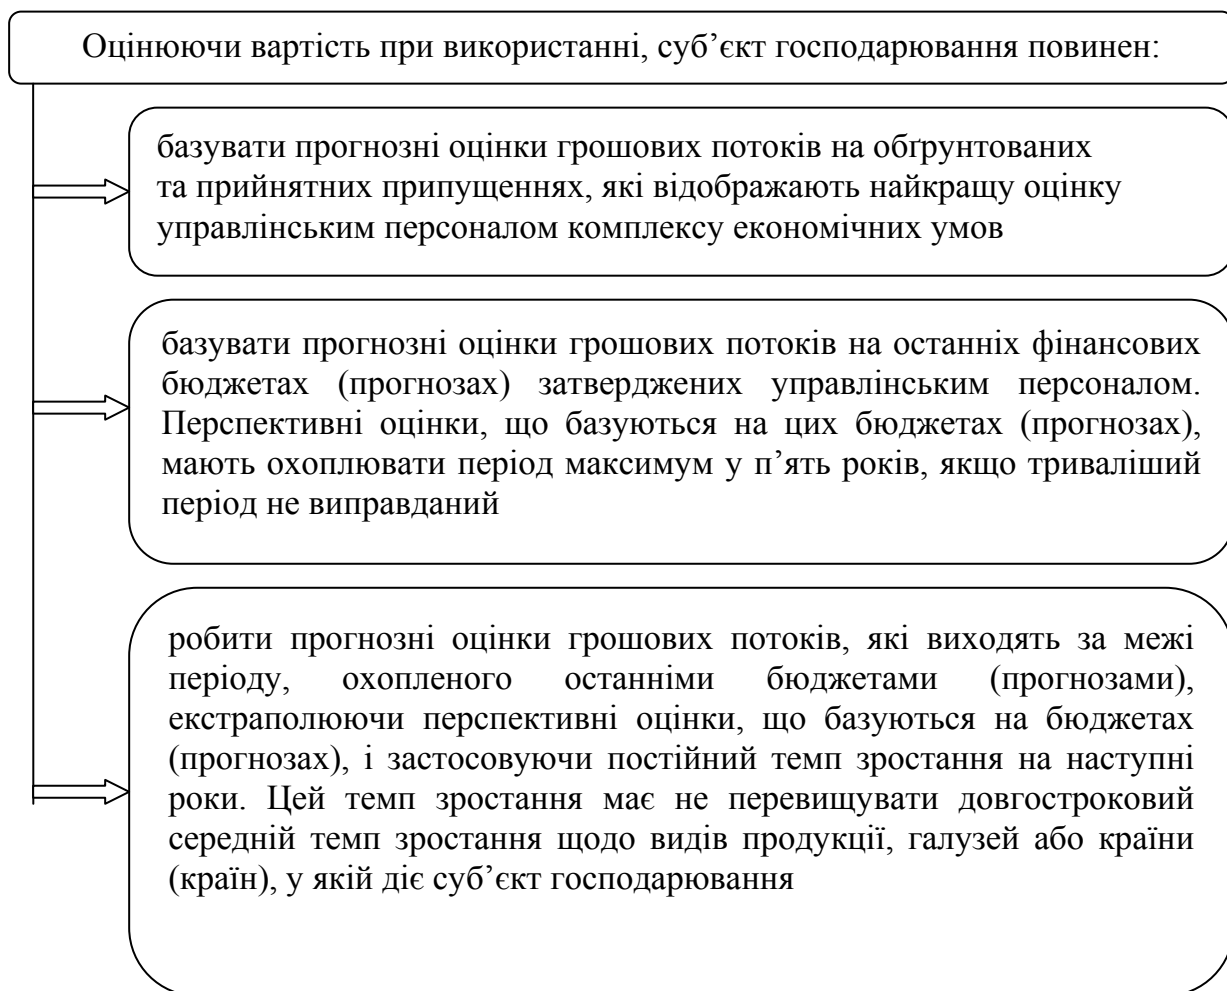 Оцінюючи вартість при використанні, суб’єкт господарювання повинен:
базувати прогнозні оцінки грошових потоків на обґрунтованих
та прийнятних припущеннях, які відображають найкращу оцінку
управлінським персоналом комплексу економічних умов
базувати прогнозні оцінки грошових потоків на останніх фінансових
бюджетах (прогнозах) затверджених управлінським персоналом.
Перспективні оцінки, що базуються на цих бюджетах (прогнозах),
мають охоплювати період максимум у п’ять років, якщо триваліший
період не виправданий
робити прогнозні оцінки грошових потоків, які виходять за межі
періоду, охопленого останніми бюджетами (прогнозами),
екстраполюючи перспективні оцінки, що базуються на бюджетах
(прогнозах), і застосовуючи постійний темп зростання на наступні
роки. Цей темп зростання має не перевищувати довгостроковий
середній темп зростання щодо видів продукції, галузей або країни
(країн), у якій діє суб’єкт господарювання